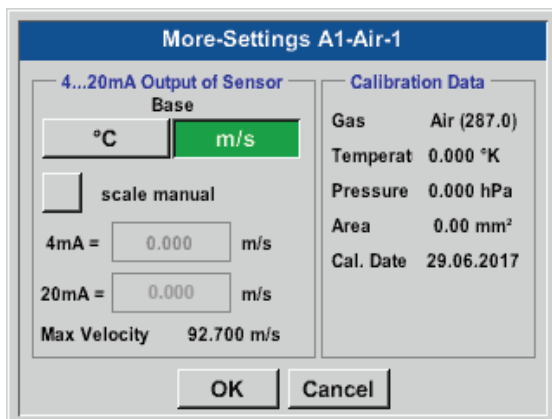 More-Settings A1-Air-1
4...20mA Output of Sensor
Base
°C
m/s
scale manual
4mA = 0.000 m/s
20mA = 0.000 m/s
Max Velocity 92.700 m/s
Calibration Data
Gas Air (287.0)
Temperat 0.000 °K
Pressure 0.000 hPa
Area 0.00 mm²
Cal. Date 29.06.2017
OK
Cancel